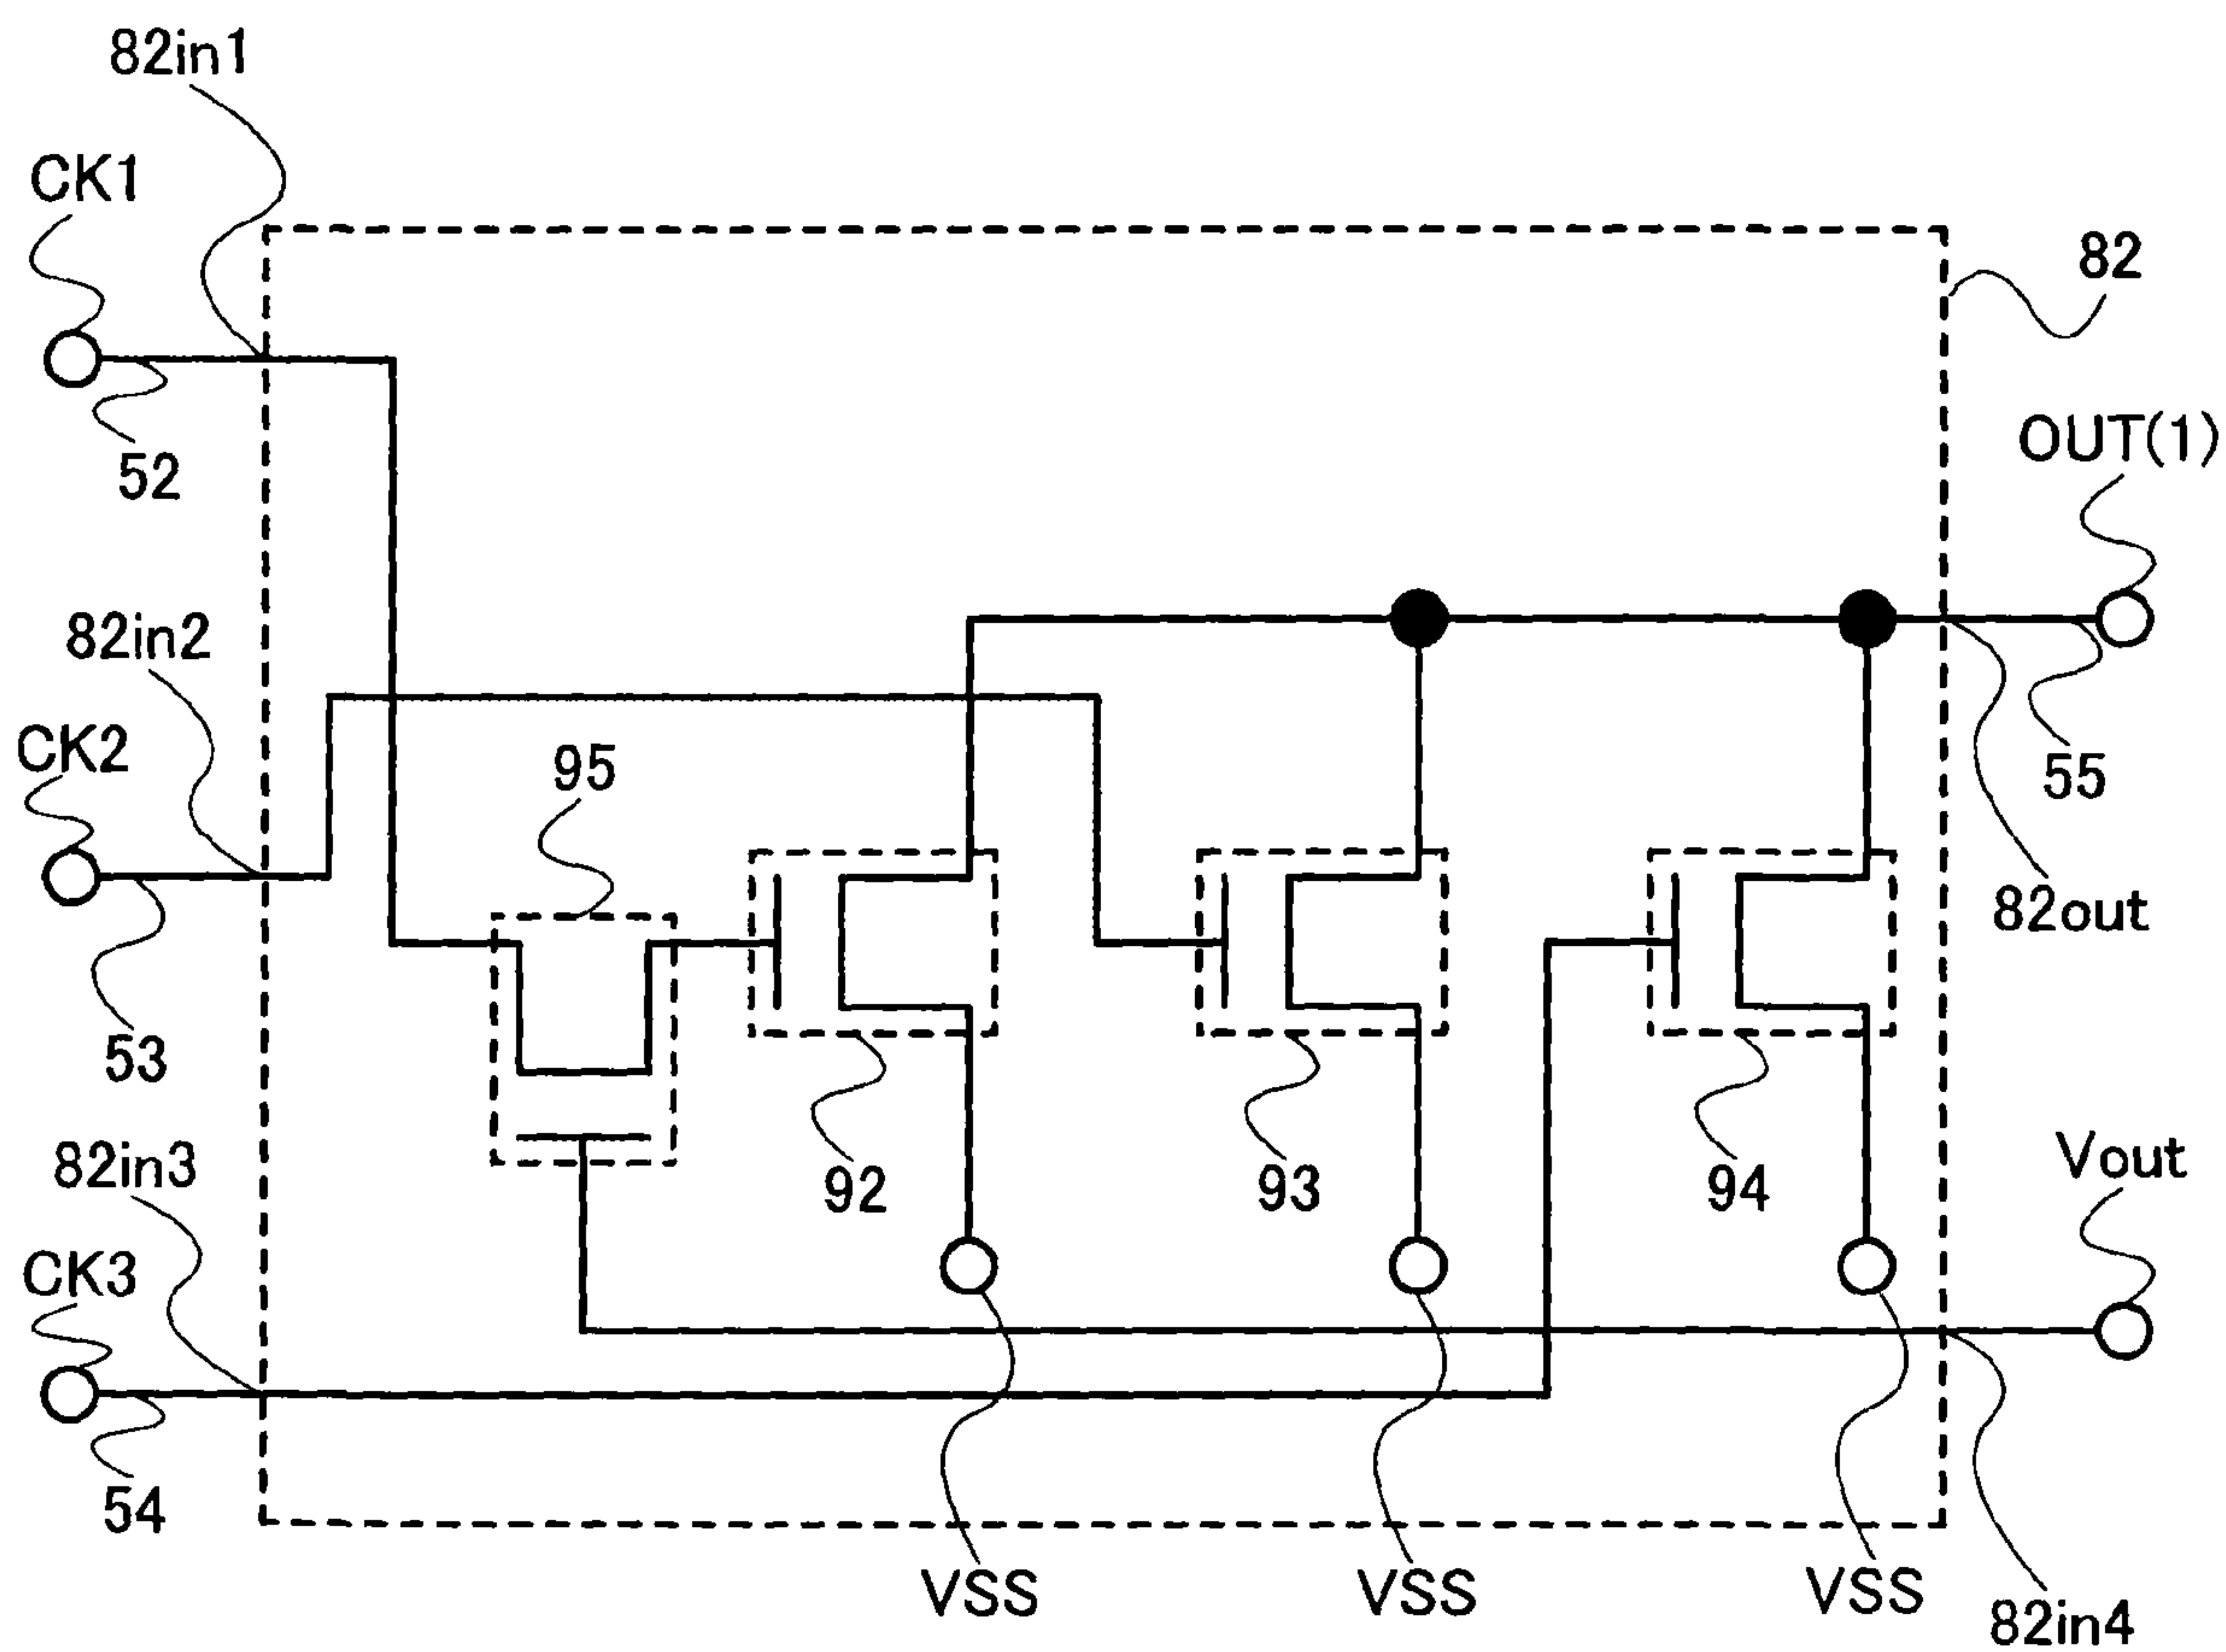 82in1
CK1
82
OUT(1)
52
82in2
CK2
95
55
82out
53
82in3
92
93
94
Vout
CK3
54
VSS
VSS
VSS
82in4